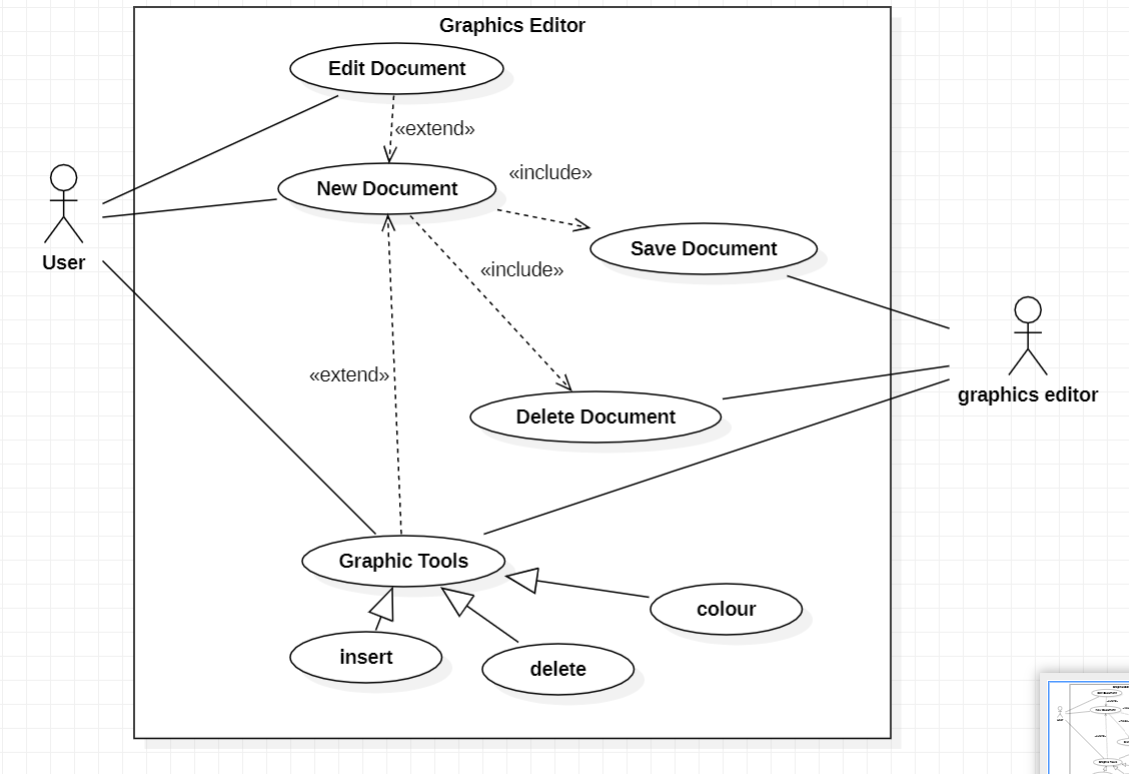 Graphics Editor
Edit Document
«extend»
New Document
«include»
Save Document
User
«include»
«extend»
graphics editor
Delete Document
Graphic Tools
colour
insert
delete